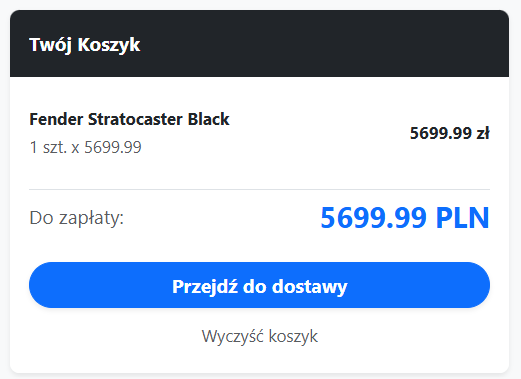 Twój Koszyk
Fender Stratocaster Black
5699.99 zł
1 szt. x 5699.99
Do zapłaty:
5699.99 PLN
Przejdź do dostawy
Wyczyść koszyk